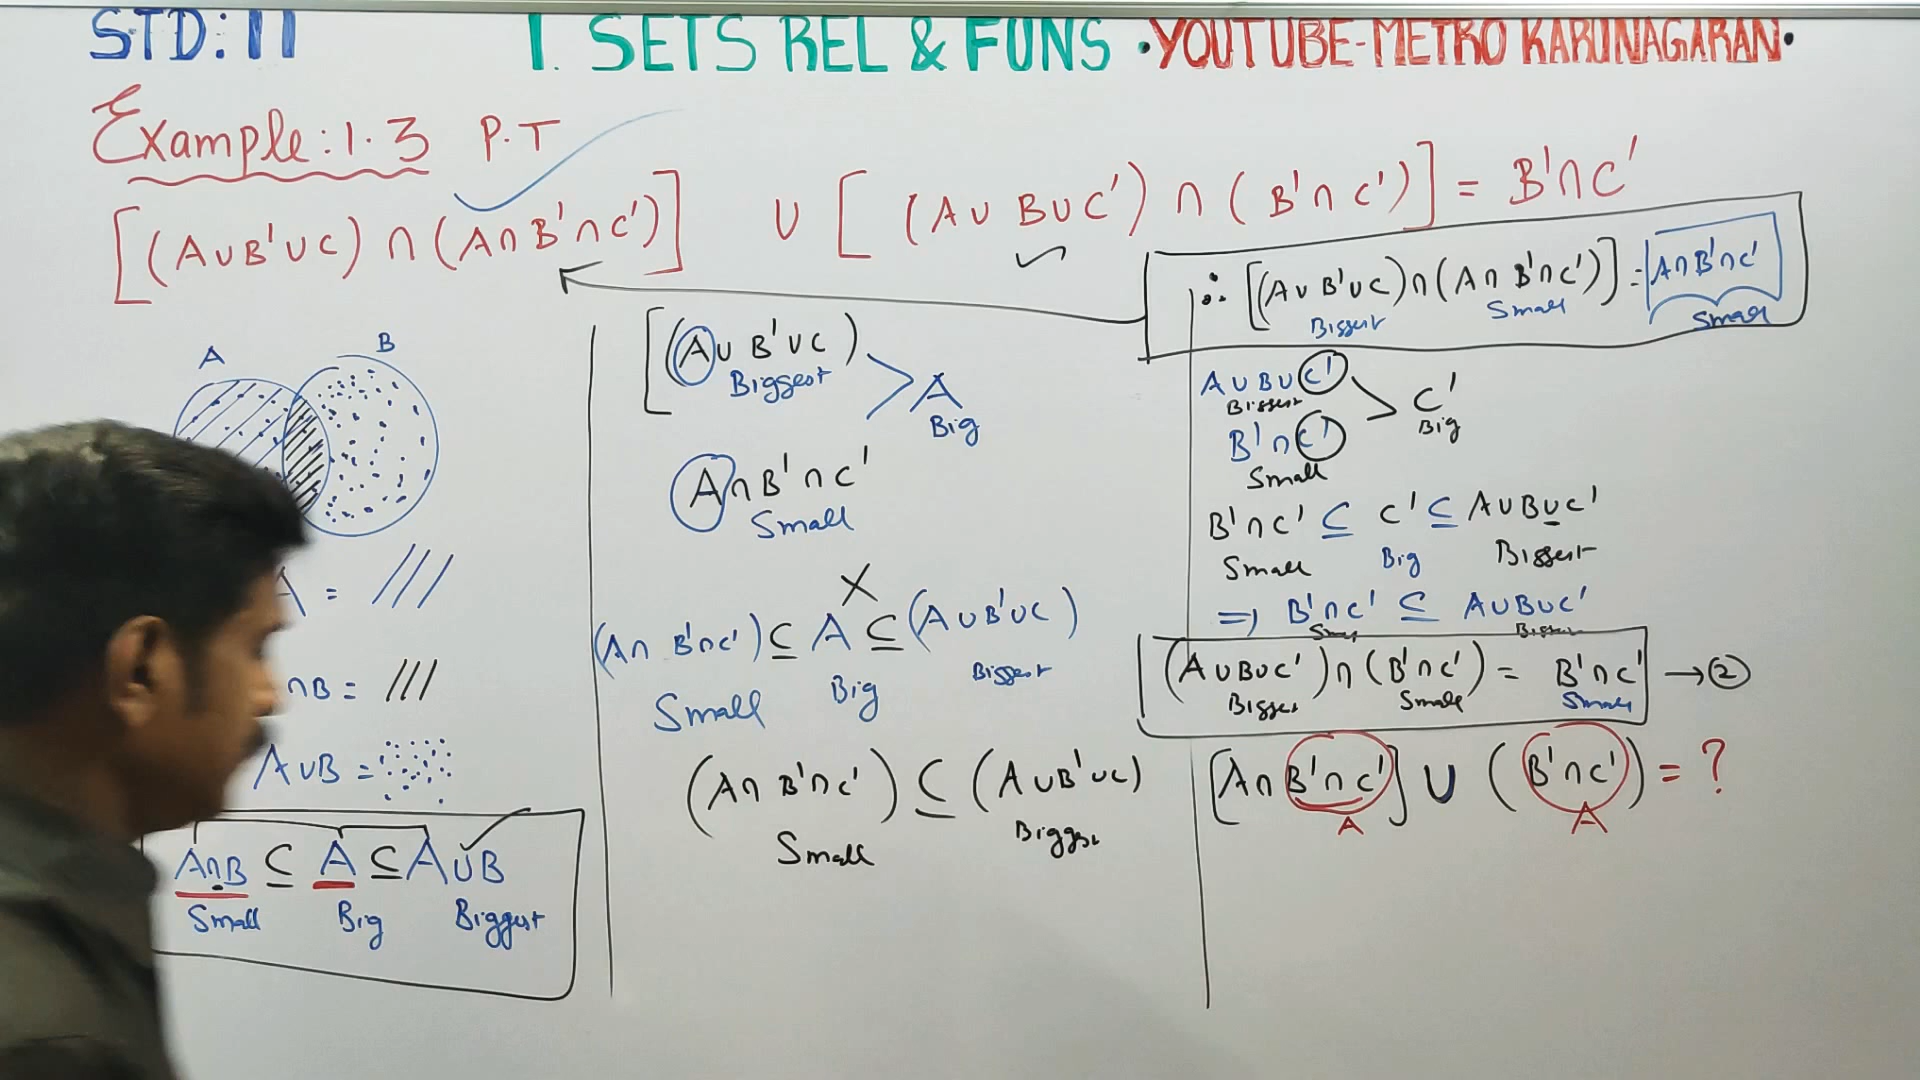 STD: 11 1. SETS REL & FUNS •YOUTUBE-METRO KARUNAGARAN•
Example: 1.3 P.T
[(A∪B'∪C) ∩ (A∩B'∩C')] ∪ [(A∪B∪C') ∩ (B'∩C')] = B'∩C'
A B
A = ///
∩B = ///
A∪B =
A∩B ⊆ A ⊆ A∪B
Small Big Biggest
[(A∪B'∪C)
Biggest
A
Big
A∩B'∩C'
Small
X
(A∩B'∩C') ⊆ A ⊆ (A∪B'∪C)
Small Big Biggest
(A∩B'∩C') ⊆ (A∪B'∪C)
Small Biggest
∴ [(A∪B'∪C)∩(A∩B'∩C')] = A∩B'∩C'
Biggest Small Small
A∪B∪C'
Biggest
C'
Big
B'∩C'
Small
B'∩C' ⊆ C' ⊆ A∪B∪C'
Small Big Biggest
⇒ B'∩C' ⊆ A∪B∪C'
Small Biggest
(A∪B∪C')∩(B'∩C') = B'∩C' → ②
Biggest Small Small
[A∩B'∩C'] ∪ (B'∩C') = ?
A A